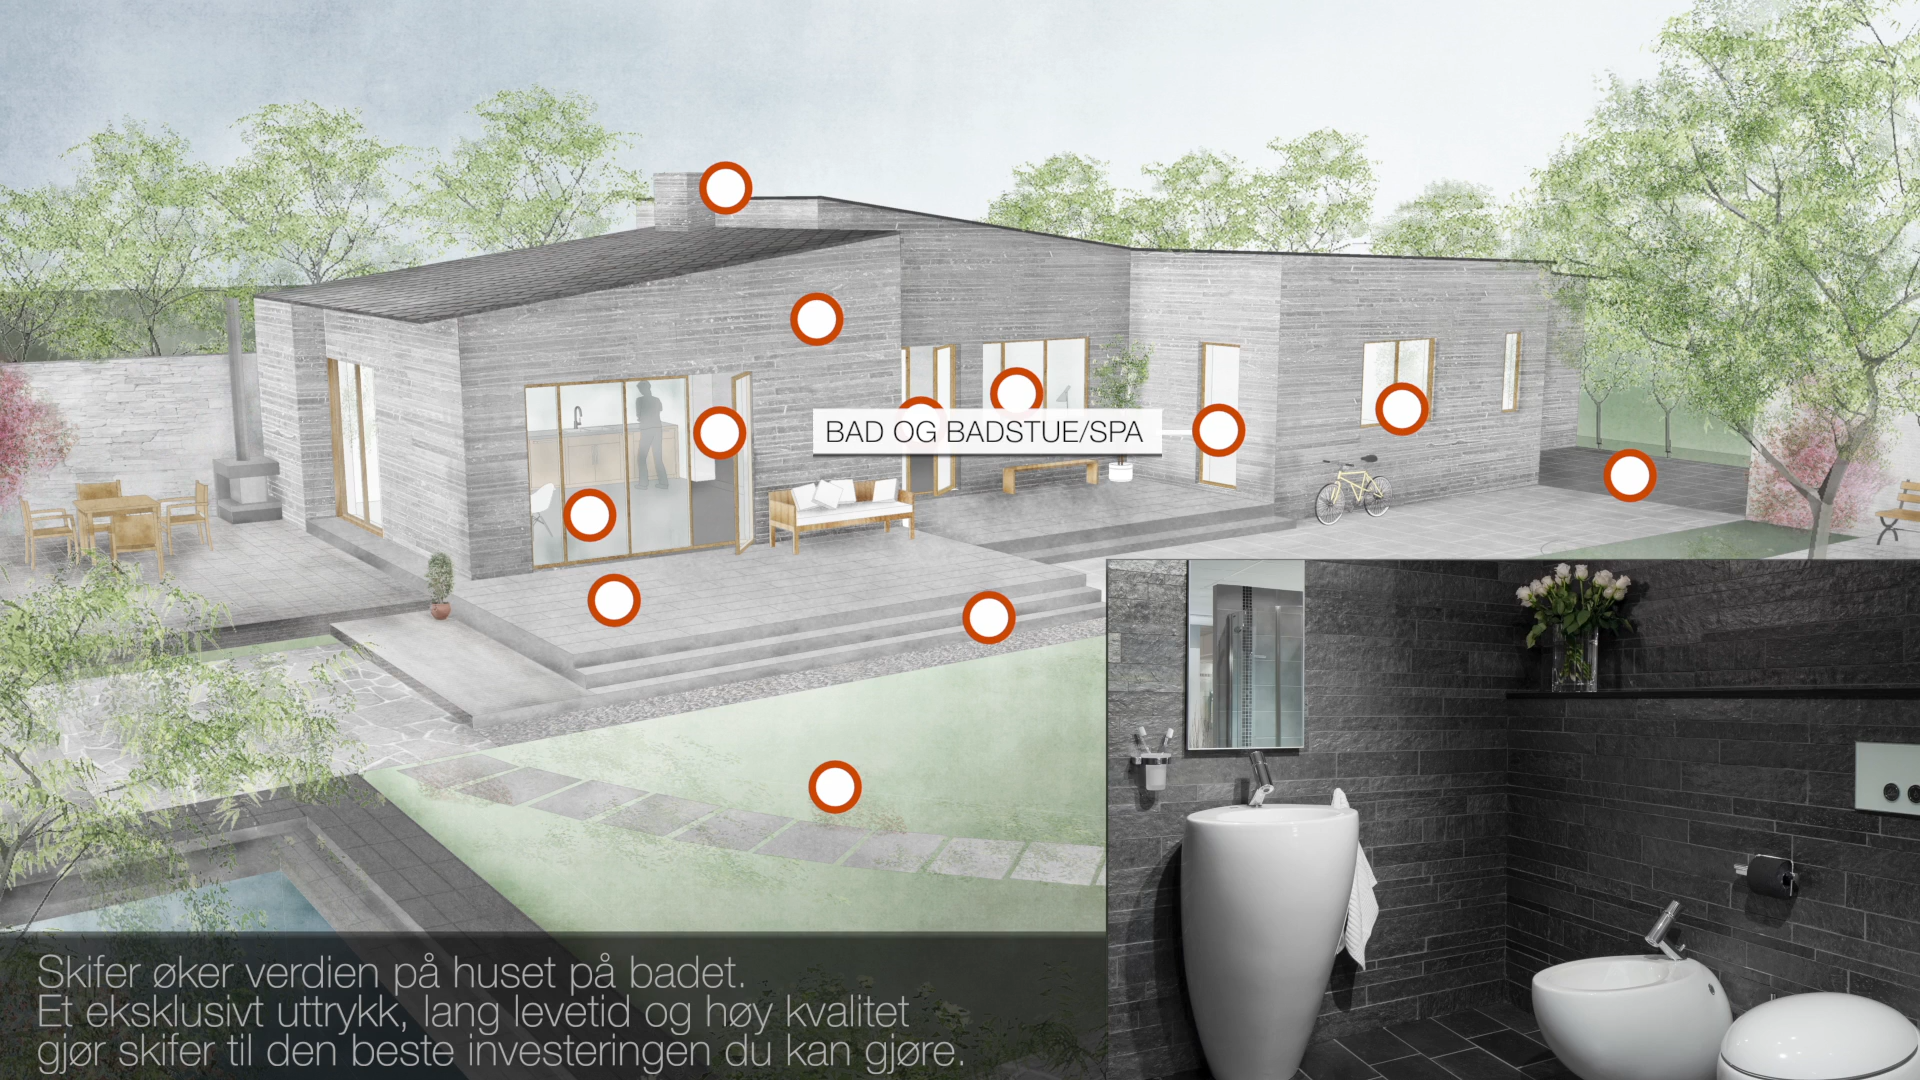 BAD OG BADSTUE/SPA
Skifer øker verdien på huset på badet.
Et eksklusivt uttrykk, lang levetid og høy kvalitet
gjør skifer til den beste investeringen du kan gjøre.